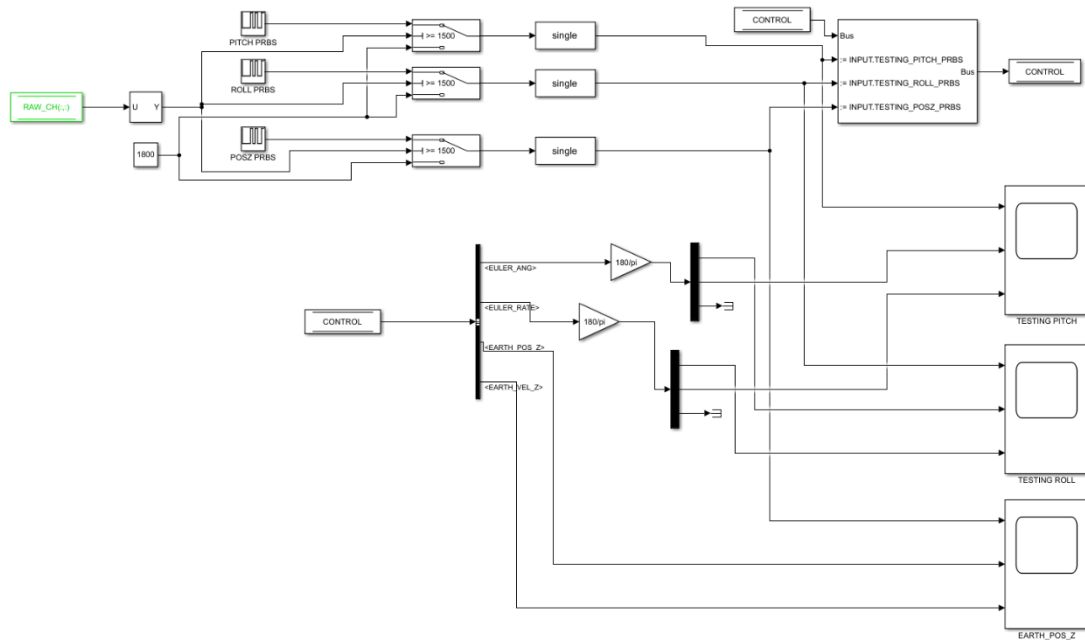 PITCH PRBS
>= 1500
single
ROLL PRBS
>= 1500
single
POSZ PRBS
>= 1500
single
RAW_CH(:,:)
U Y
1800
CONTROL
Bus
:= INPUT.TESTING_PITCH_PRBS
Bus
:= INPUT.TESTING_ROLL_PRBS
:= INPUT.TESTING_POSZ_PRBS
CONTROL
CONTROL
<EULER_ANG>
<EULER_RATE>
<EARTH_POS_Z>
<EARTH_VEL_Z>
180/pi
180/pi
TESTING PITCH
TESTING ROLL
EARTH_POS_Z